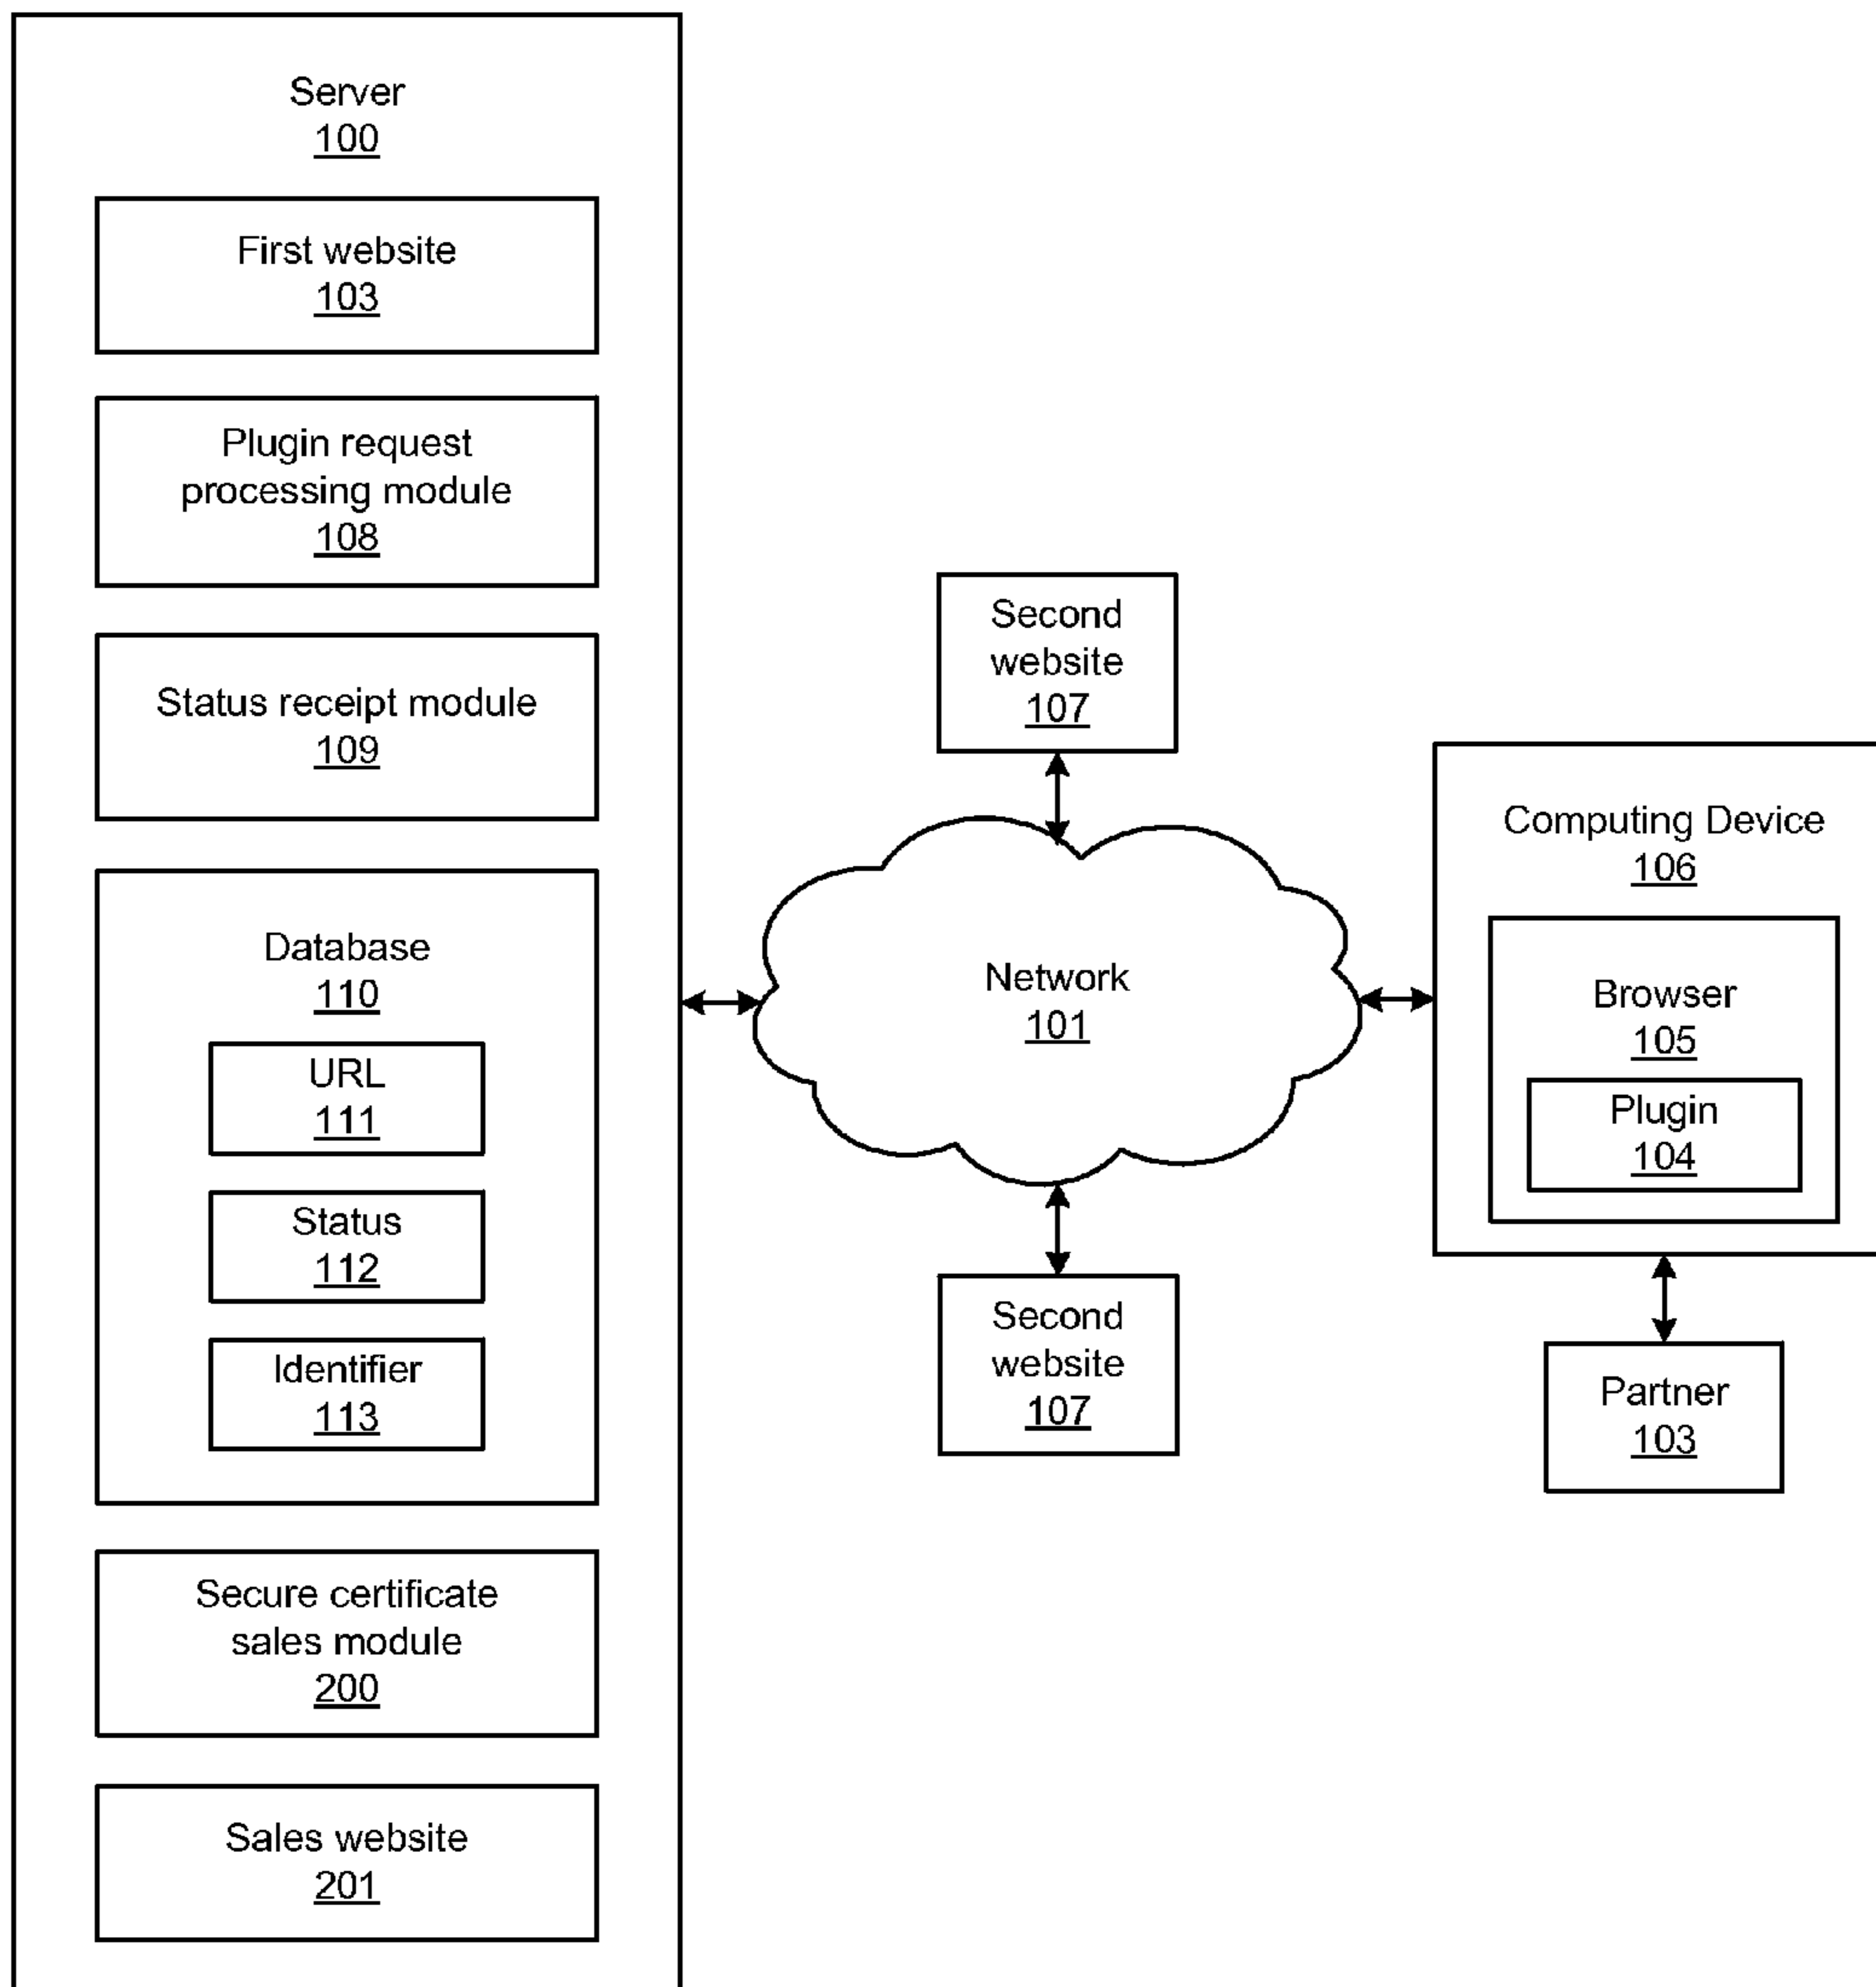 Server
100
First website
103
Plugin request
processing module
108
Status receipt module
109
Database
110
URL
111
Status
112
Identifier
113
Secure certificate
sales module
200
Sales website
201
Second
website
107
Network
101
Second
website
107
Computing Device
106
Browser
105
Plugin
104
Partner
103